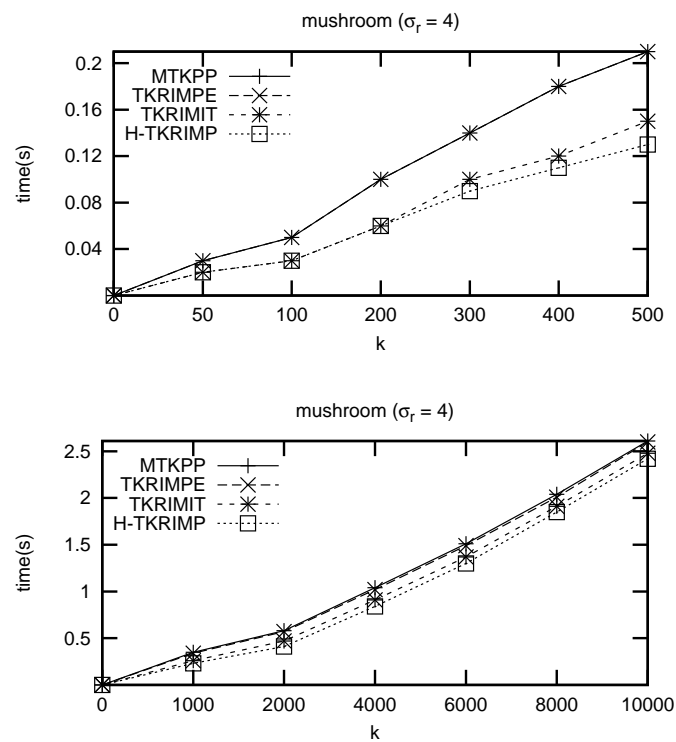 mushroom (σr = 4)
0.2
0.16
0.12
0.08
0.04
time(s)
MTKPP
TKRIMPE
TKRIMIT
H-TKRIMP
0 50 100 200 300 400 500
k
mushroom (σr = 4)
2.5
2
1.5
1
0.5
time(s)
MTKPP
TKRIMPE
TKRIMIT
H-TKRIMP
0 1000 2000 4000 6000 8000 10000
k